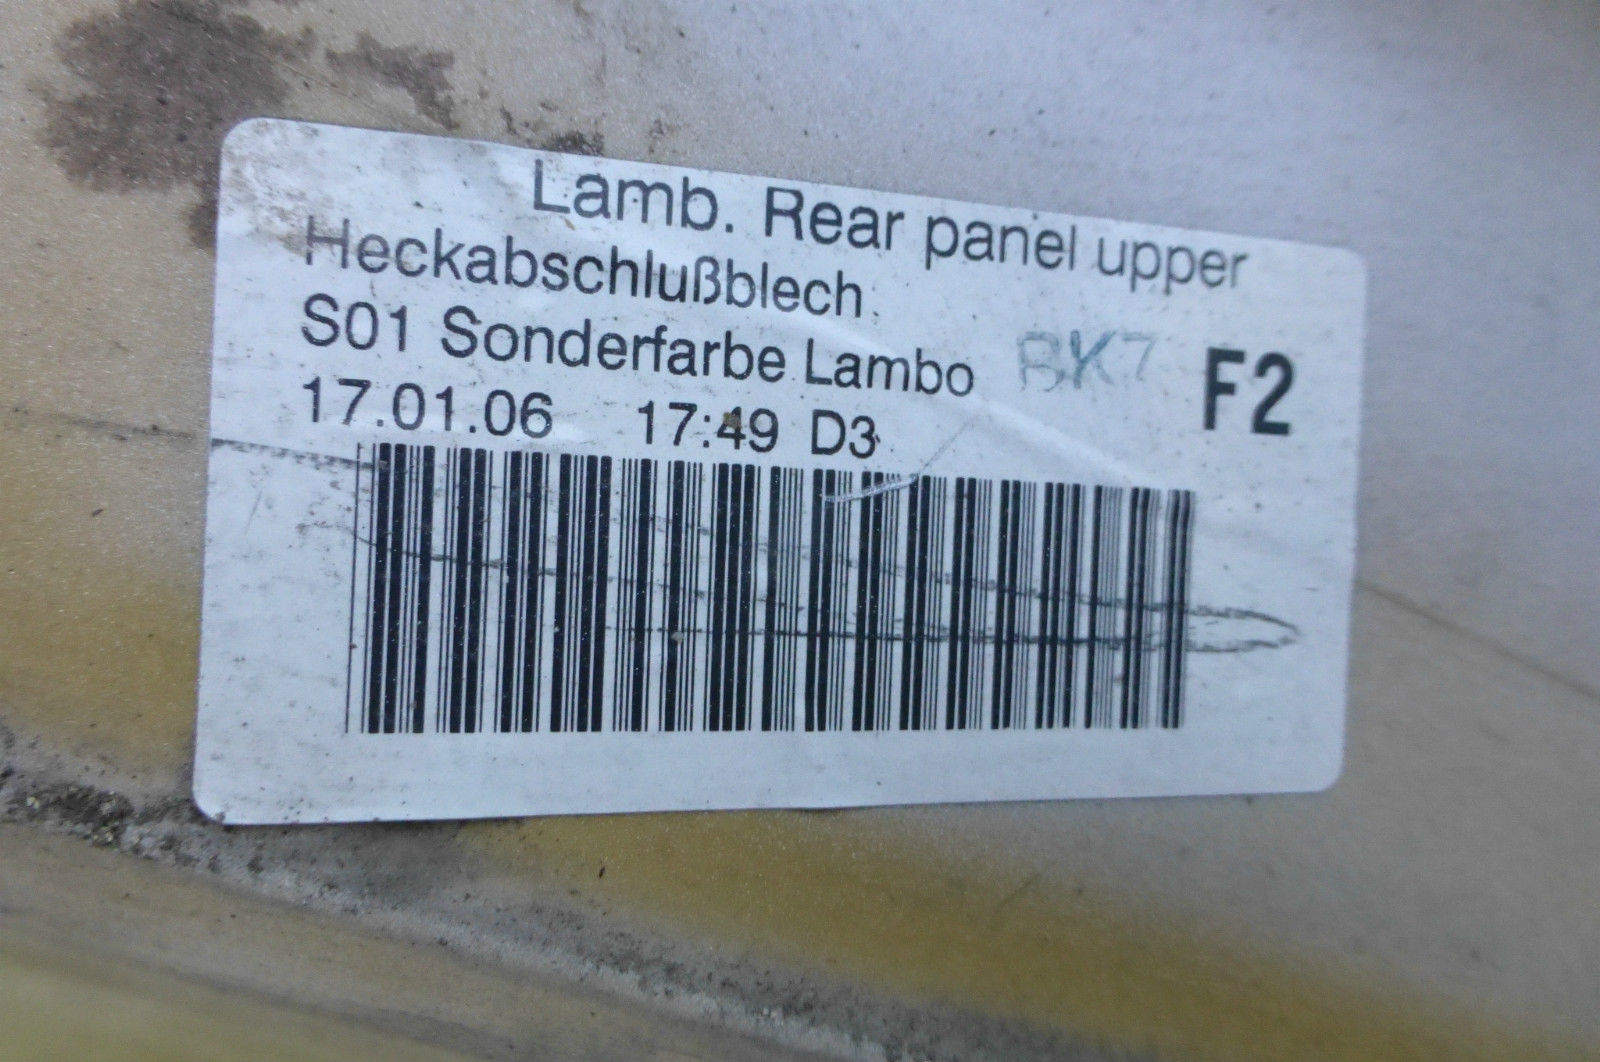 Lamb. Rear panel upper
Heckabschlußblech.
S01 Sonderfarbe Lambo BK7 F2
17.01.06 17:49 D3